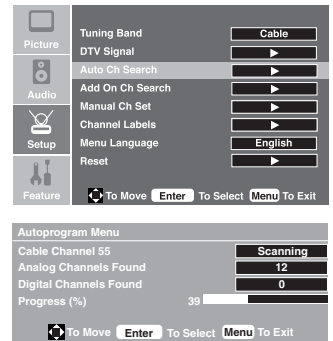 Picture
Audio
Setup
Feature
Tuning Band Cable
DTV Signal
Auto Ch Search
Add On Ch Search
Manual Ch Set
Channel Labels
Menu Language English
Reset
To Move Enter To Select Menu To Exit
Autoprogram Menu
Cable Channel 55 Scanning
Analog Channels Found 12
Digital Channels Found 0
Progress (%) 39
To Move Enter To Select Menu To Exit